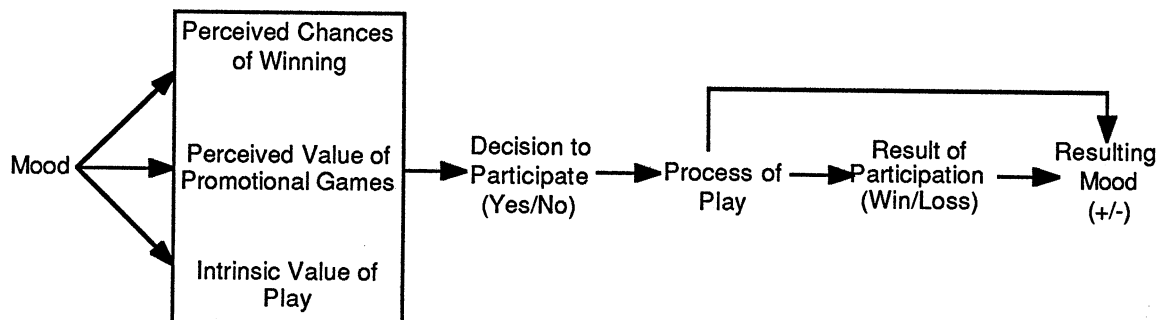 Mood
Perceived Chances
of Winning
Perceived Value of
Promotional Games
Intrinsic Value of
Play
Decision to
Participate
(Yes/No)
Process of
Play
Result of
Participation
(Win/Loss)
Resulting
Mood
(+/-)